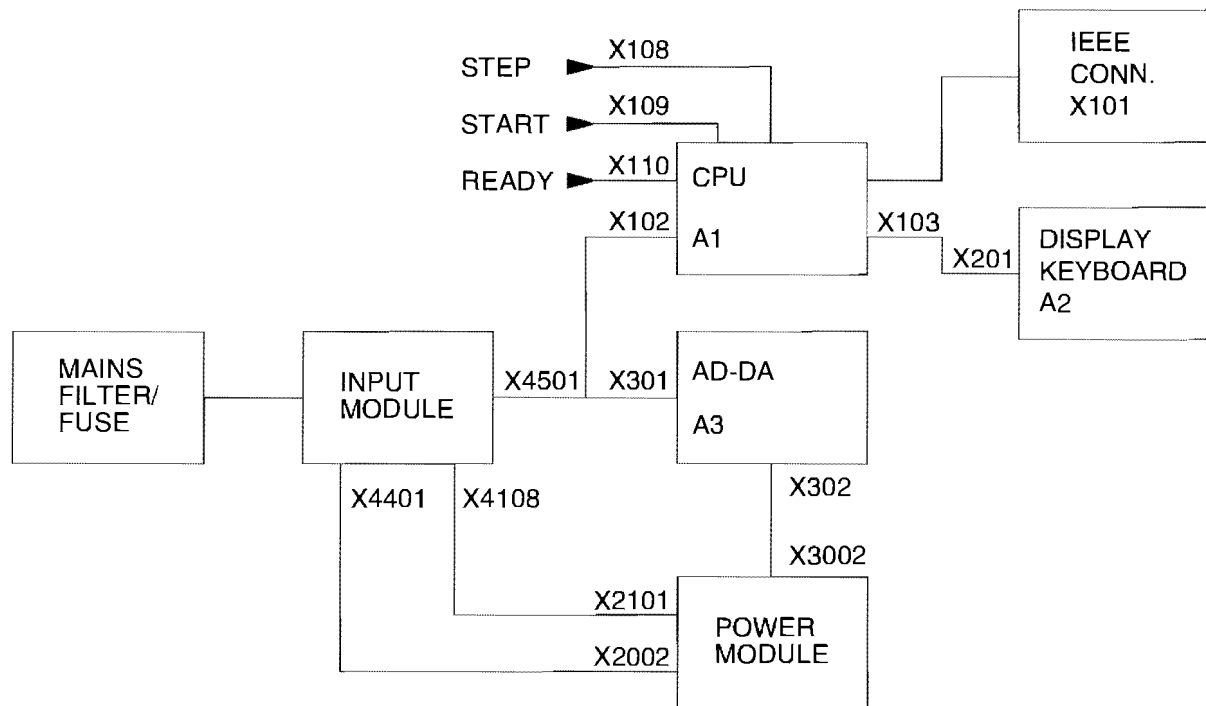 X108
STEP
X109
START
X110
READY
X102
CPU
A1
IEEE
CONN.
X101
X103
X201
DISPLAY
KEYBOARD
A2
MAINS
FILTER/
FUSE
INPUT
MODULE
X4501
X301
AD-DA
A3
X4401
X4108
X302
X3002
X2101
X2002
POWER
MODULE